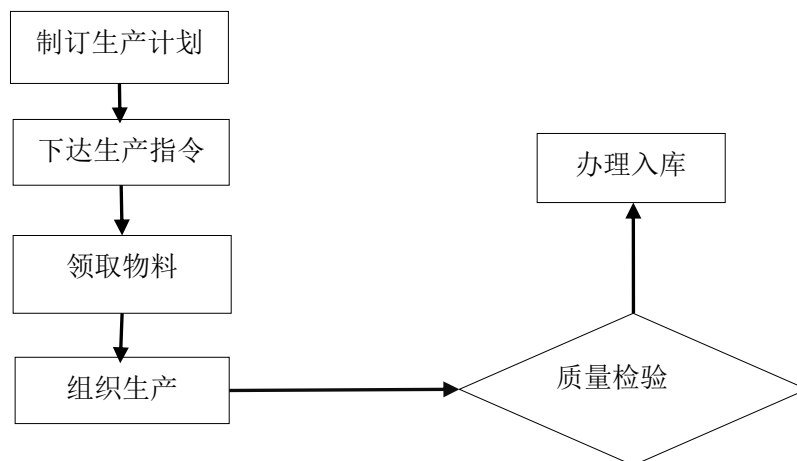 制订生产计划
下达生产指令
领取物料
组织生产
质量检验
办理入库